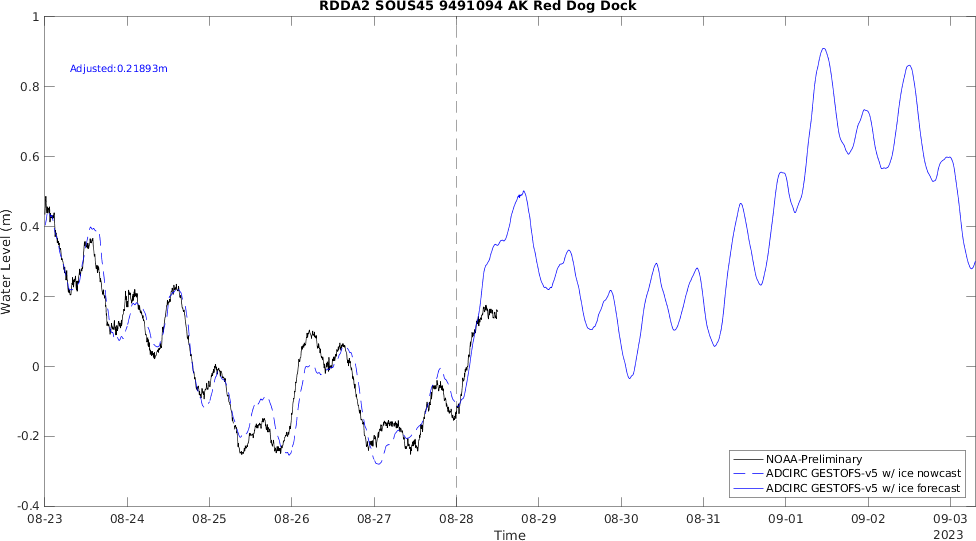 RDDA2 SOUS45 9491094 AK Red Dog Dock
1
Adjusted:0.21893m
0.8
0.6
0.4
0.2
0
-0.2
-0.4
Water Level (m)
NOAA-Preliminary
ADCIRC GESTOFS-v5 w/ ice nowcast
ADCIRC GESTOFS-v5 w/ ice forecast
08-23 08-24 08-25 08-26 08-27 08-28 08-29 08-30 08-31 09-01 09-02 09-03
Time
2023